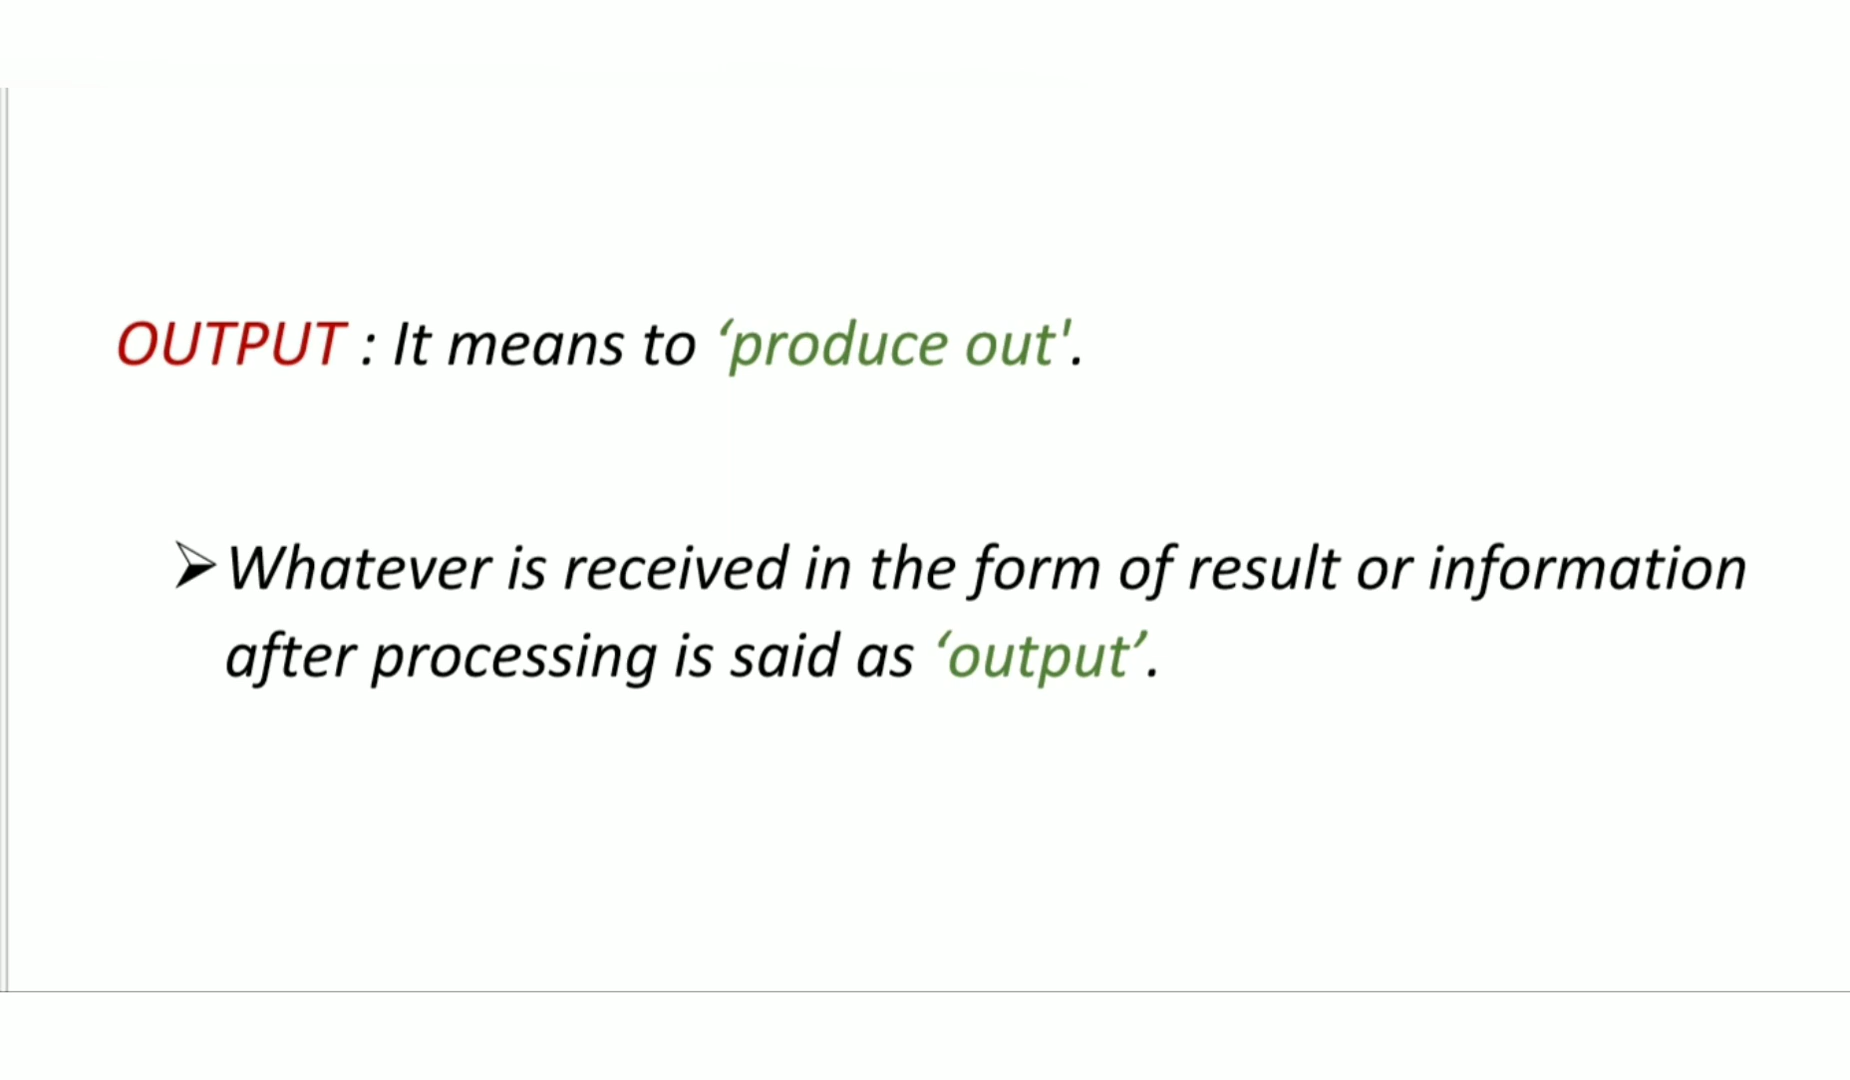 OUTPUT : It means to ‘produce out'.
➢Whatever is received in the form of result or information
after processing is said as ‘output’.